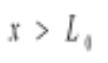 x > L₀